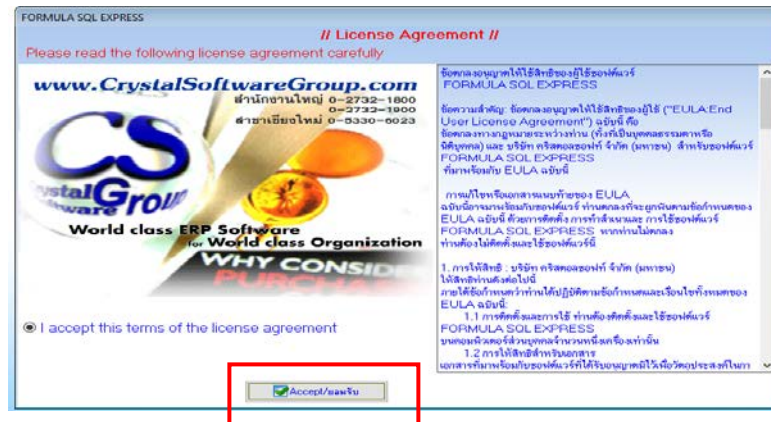 FORMULA SQL EXPRESS
// License Agreement //
Please read the following license agreement carefully
www.CrystalSoftwareGroup.com
สำนักงานใหญ่ 0-2732-1800
0-2732-1900
สาขาเชียงใหม่ 0-5330-6023
CS
Crystal Software Group
World class ERP Software
for World class Organization
WHY CONSID
PURCHAS
I accept this terms of the license agreement
Accept/ยอมรับ
ข้อตกลงอนุญาตให้ใช้สิทธิของผู้ใช้ซอฟต์แวร์
FORMULA SQL EXPRESS
ข้อความสำคัญ: ข้อตกลงอนุญาตให้ใช้สิทธิของผู้ใช้ ("EULA:End
User License Agreement") ฉบับนี้ คือ
ข้อตกลงทางกฎหมายระหว่างท่าน (ทั้งที่เป็นบุคคลธรรมดาหรือ
นิติบุคคล) และ บริษัท คริสตอลซอฟท์ จำกัด (มหาชน) สำหรับซอฟต์แวร์
FORMULA SQL EXPRESS
ที่มาพร้อมกับ EULA ฉบับนี้
การแก้ไขหรือเอกสารแนบท้ายของ EULA
ฉบับนี้อาจมาพร้อมกับซอฟต์แวร์ ท่านตกลงที่จะผูกพันตามข้อกำหนดของ
EULA ฉบับนี้ ด้วยการติดตั้ง การทำสำเนาและ การใช้ซอฟต์แวร์
FORMULA SQL EXPRESS หากท่านไม่ตกลง
ท่านต้องไม่ติดตั้งและใช้ซอฟต์แวร์นี้
1. การให้สิทธิ : บริษัท คริสตอลซอฟท์ จำกัด (มหาชน)
ให้สิทธิท่านดังต่อไปนี้
ภายใต้ข้อกำหนดว่าท่านได้ปฏิบัติตามข้อกำหนดและเงื่อนไขทั้งหมดของ
EULA ฉบับนี้:
1.1 การติดตั้งและการใช้ ท่านต้องติดตั้งและใช้ซอฟต์แวร์
FORMULA SQL EXPRESS
บนคอมพิวเตอร์ส่วนบุคคลจำนวนหนึ่งเครื่องเท่านั้น
1.2 การให้สิทธิสำหรับเอกสาร
เอกสารที่มาพร้อมกับซอฟต์แวร์ที่ได้รับอนุญาตมีไว้เพื่อวัตถุประสงค์ในกา